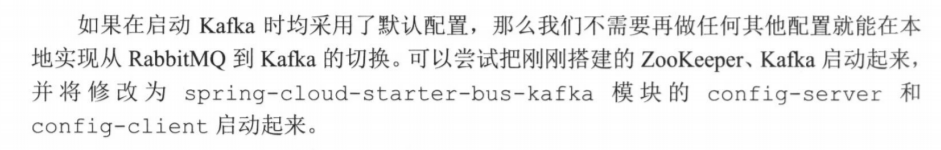 如果在启动 Kafka 时均采用了默认配置，那么我们不需要再做任何其他配置就能在本
地实现从 RabbitMQ 到 Kafka 的切换。可以尝试把刚刚搭建的 ZooKeeper、Kafka 启动起来，
并将修改为 spring-cloud-starter-bus-kafka 模块的 config-server 和
config-client 启动起来。